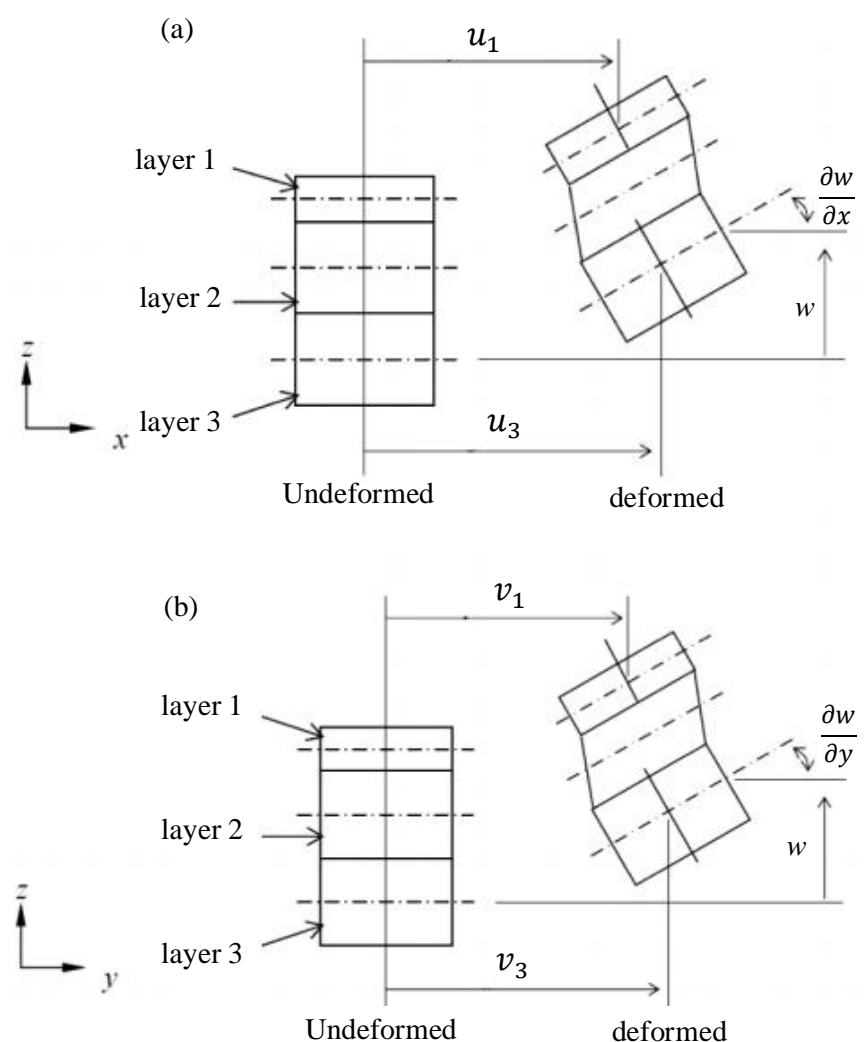 (a)
u₁
layer 1
∂w
∂x
layer 2
w
z
layer 3
x
u₃
Undeformed
deformed
(b)
v₁
layer 1
∂w
∂y
layer 2
w
z
layer 3
y
v₃
Undeformed
deformed